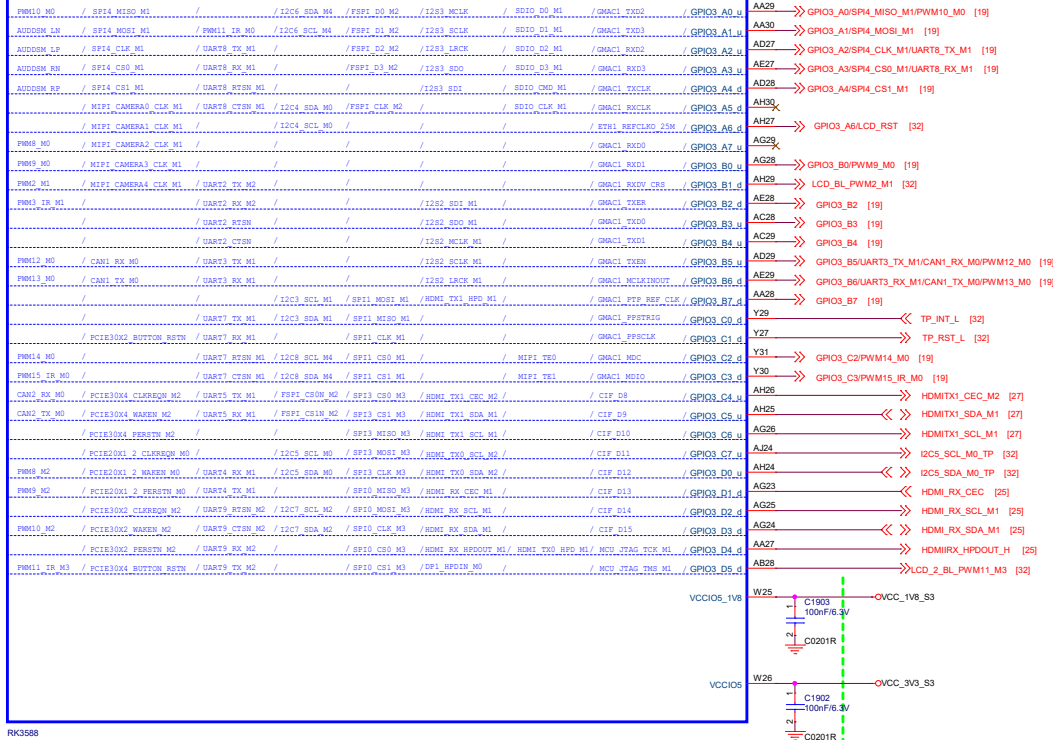 PWM10_M0 / SPI4_MISO_M1 / / I2C6_SDA_M4 /FSPI_D0_M2 /I2S3_MCLK / SDIO_D0_M1 /GMAC1_TXD2 / GPIO3_A0_u AA29 GPIO3_A0/SPI4_MISO_M1/PWM10_M0 [19]
AUDDSM_LN / SPI4_MOSI_M1 /PWM11_IR_M0 /I2C6_SCL_M4 /FSPI_D1_M2 /I2S3_SCLK / SDIO_D1_M1 /GMAC1_TXD3 / GPIO3_A1_u AA30 GPIO3_A1/SPI4_MOSI_M1 [19]
AUDDSM_LP / SPI4_CLK_M1 /UART8_TX_M1 / /FSPI_D2_M2 /I2S3_LRCK / SDIO_D2_M1 /GMAC1_RXD2 / GPIO3_A2_u AD27 GPIO3_A2/SPI4_CLK_M1/UART8_TX_M1 [19]
AUDDSM_RN / SPI4_CS0_M1 /UART8_RX_M1 /FSPI_D3_M2 /I2S3_SDO / SDIO_D3_M1 /GMAC1_RXD3 / GPIO3_A3_u AE27 GPIO3_A3/SPI4_CS0_M1/UART8_RX_M1 [19]
AUDDSM_RP / SPI4_CS1_M1 /UART8_RTSN_M1 / /I2S3_SDI / SDIO_CMD_M1 /GMAC1_TXCLK / GPIO3_A4_d AD28 GPIO3_A4/SPI4_CS1_M1 [19]
/ MIPI_CAMERA0_CLK_M1 /UART8_CTSN_M1 /I2C4_SDA_M0 /FSPI_CLK_M2 / / SDIO_CLK_M1 /GMAC1_RXCLK / GPIO3_A5_d AH30
/ MIPI_CAMERA1_CLK_M1 / /I2C4_SCL_M0 / /ETH1_REFCLKO_25M / GPIO3_A6_d AH27 GPIO3_A6/LCD_RST [32]
PWM8_M0 / MIPI_CAMERA2_CLK_M1 / / / /GMAC1_RXD0 / GPIO3_A7_u AG29
PWM9_M0 / MIPI_CAMERA3_CLK_M1 / / / /GMAC1_RXD1 / GPIO3_B0_u AG28 GPIO3_B0/PWM9_M0 [19]
PWM2_M1 / MIPI_CAMERA4_CLK_M1 /UART2_TX_M2 / / / /GMAC1_RXDV_CRS / GPIO3_B1_d AH29 LCD_BL_PWM2_M1 [32]
PWM3_IR_M1 / /UART2_RX_M2 / / /I2S2_SDI_M1 / /GMAC1_TXER / GPIO3_B2_d AE28 GPIO3_B2 [19]
/ /UART2_RTSN / / /I2S2_SDO_M1 / /GMAC1_TXD0 / GPIO3_B3_u AC28 GPIO3_B3 [19]
/ /UART2_CTSN / / /I2S2_MCLK_M1 / /GMAC1_TXD1 / GPIO3_B4_u AC29 GPIO3_B4 [19]
PWM12_M0 / CAN1_RX_M0 /UART3_TX_M1 / / /I2S2_SCLK_M1 / /GMAC1_TXEN / GPIO3_B5_u AD29 GPIO3_B5/UART3_TX_M1/CAN1_RX_M0/PWM12_M0 [19]
PWM13_M0 / CAN1_TX_M0 /UART3_RX_M1 / / /I2S2_LRCK_M1 / /GMAC1_MCLKINOUT / GPIO3_B6_d AE29 GPIO3_B6/UART3_RX_M1/CAN1_TX_M0/PWM13_M0 [19]
/ / /I2C3_SCL_M1 /SPI1_MOSI_M1 /HDMI_TX1_HPD_M1 / /GMAC1_PTP_REF_CLK / GPIO3_B7_d AA28 GPIO3_B7 [19]
/ /UART7_TX_M1 /I2C3_SDA_M1 /SPI1_MISO_M1 / /GMAC1_PPSTRIG / GPIO3_C0_d Y29 TP_INT_L [32]
/ PCIE30X2_BUTTON_RSTN /UART7_RX_M1 / /SPI1_CLK_M1 / /GMAC1_PPSCLK / GPIO3_C1_d Y27 TP_RST_L [32]
PWM14_M0 / /UART7_RTSN_M1 /I2C8_SCL_M4 /SPI1_CS0_M1 / / MIPI_TE0 /GMAC1_MDC / GPIO3_C2_d Y31 GPIO3_C2/PWM14_M0 [19]
PWM15_IR_M0 / /UART7_CTSN_M1 /I2C8_SDA_M4 /SPI1_CS1_M1 / / MIPI_TE1 /GMAC1_MDIO / GPIO3_C3_d Y30 GPIO3_C3/PWM15_IR_M0 [19]
CAN2_RX_M0 / PCIE30X4_CLKREQN_M2 /UART5_TX_M1 / FSPI_CS0N_M2 /SPI3_CS0_M3 /HDMI_TX1_CEC_M2 / /CIF_D8 / GPIO3_C4_u AH26 HDMITX1_CEC_M2 [27]
CAN2_TX_M0 / PCIE30X4_WAKEN_M2 /UART5_RX_M1 / FSPI_CS1N_M2 /SPI3_CS1_M3 /HDMI_TX1_SDA_M1 / /CIF_D9 / GPIO3_C5_u AH25 HDMITX1_SDA_M1 [27]
/PCIE30X4_PERSTN_M2 / / /SPI3_MISO_M3 /HDMI_TX1_SCL_M1 / /CIF_D10 / GPIO3_C6_u AG26 HDMITX1_SCL_M1 [27]
/PCIE20X1_2_CLKREQN_M0 / /I2C5_SCL_M0 /SPI3_MOSI_M3 /HDMI_TX0_SCL_M2 / /CIF_D11 / GPIO3_C7_u AJ24 I2C5_SCL_M0_TP [32]
PWM8_M2 /PCIE20X1_2_WAKEN_M0 /UART4_RX_M1 /I2C5_SDA_M0 /SPI3_CLK_M3 /HDMI_TX0_SDA_M2 / /CIF_D12 / GPIO3_D0_u AH24 I2C5_SDA_M0_TP [32]
PWM9_M2 /PCIE20X1_2_PERSTN_M0 /UART4_TX_M1 / /SPI0_MISO_M3 /HDMI_RX_CEC_M1 / /CIF_D13 / GPIO3_D1_d AG23 HDMI_RX_CEC [25]
/ PCIE30X2_CLKREQN_M2 /UART9_RTSN_M2 /I2C7_SCL_M2 /SPI0_MOSI_M3 /HDMI_RX_SCL_M1 / /CIF_D14 / GPIO3_D2_d AG25 HDMI_RX_SCL_M1 [25]
PWM10_M2 / PCIE30X2_WAKEN_M2 /UART9_CTSN_M2 /I2C7_SDA_M2 /SPI0_CLK_M3 /HDMI_RX_SDA_M1 / /CIF_D15 / GPIO3_D3_d AG24 HDMI_RX_SDA_M1 [25]
/ PCIE30X2_PERSTN_M2 /UART9_RX_M2 / /SPI0_CS0_M3 /HDMI_RX_HPDOUT_M1 / HDMI_TX0_HPD_M1 / MCU_JTAG_TCK_M1 / GPIO3_D4_d AA27 HDMIIRX_HPDOUT_H [25]
PWM11_IR_M3 / PCIE30X4_BUTTON_RSTN /UART9_TX_M2 / /SPI0_CS1_M3 /DP1_HPDIN_M0 / / MCU_JTAG_TMS_M1 / GPIO3_D5_d AB28 LCD_2_BL_PWM11_M3 [32]
VCCIO5_1V8 W25 VCC_1V8_S3
C1903
1 100nF/6.3V
2 C0201R
VCCIO5 W26 VCC_3V3_S3
C1902
1 100nF/6.3V
2 C0201R
RK3588